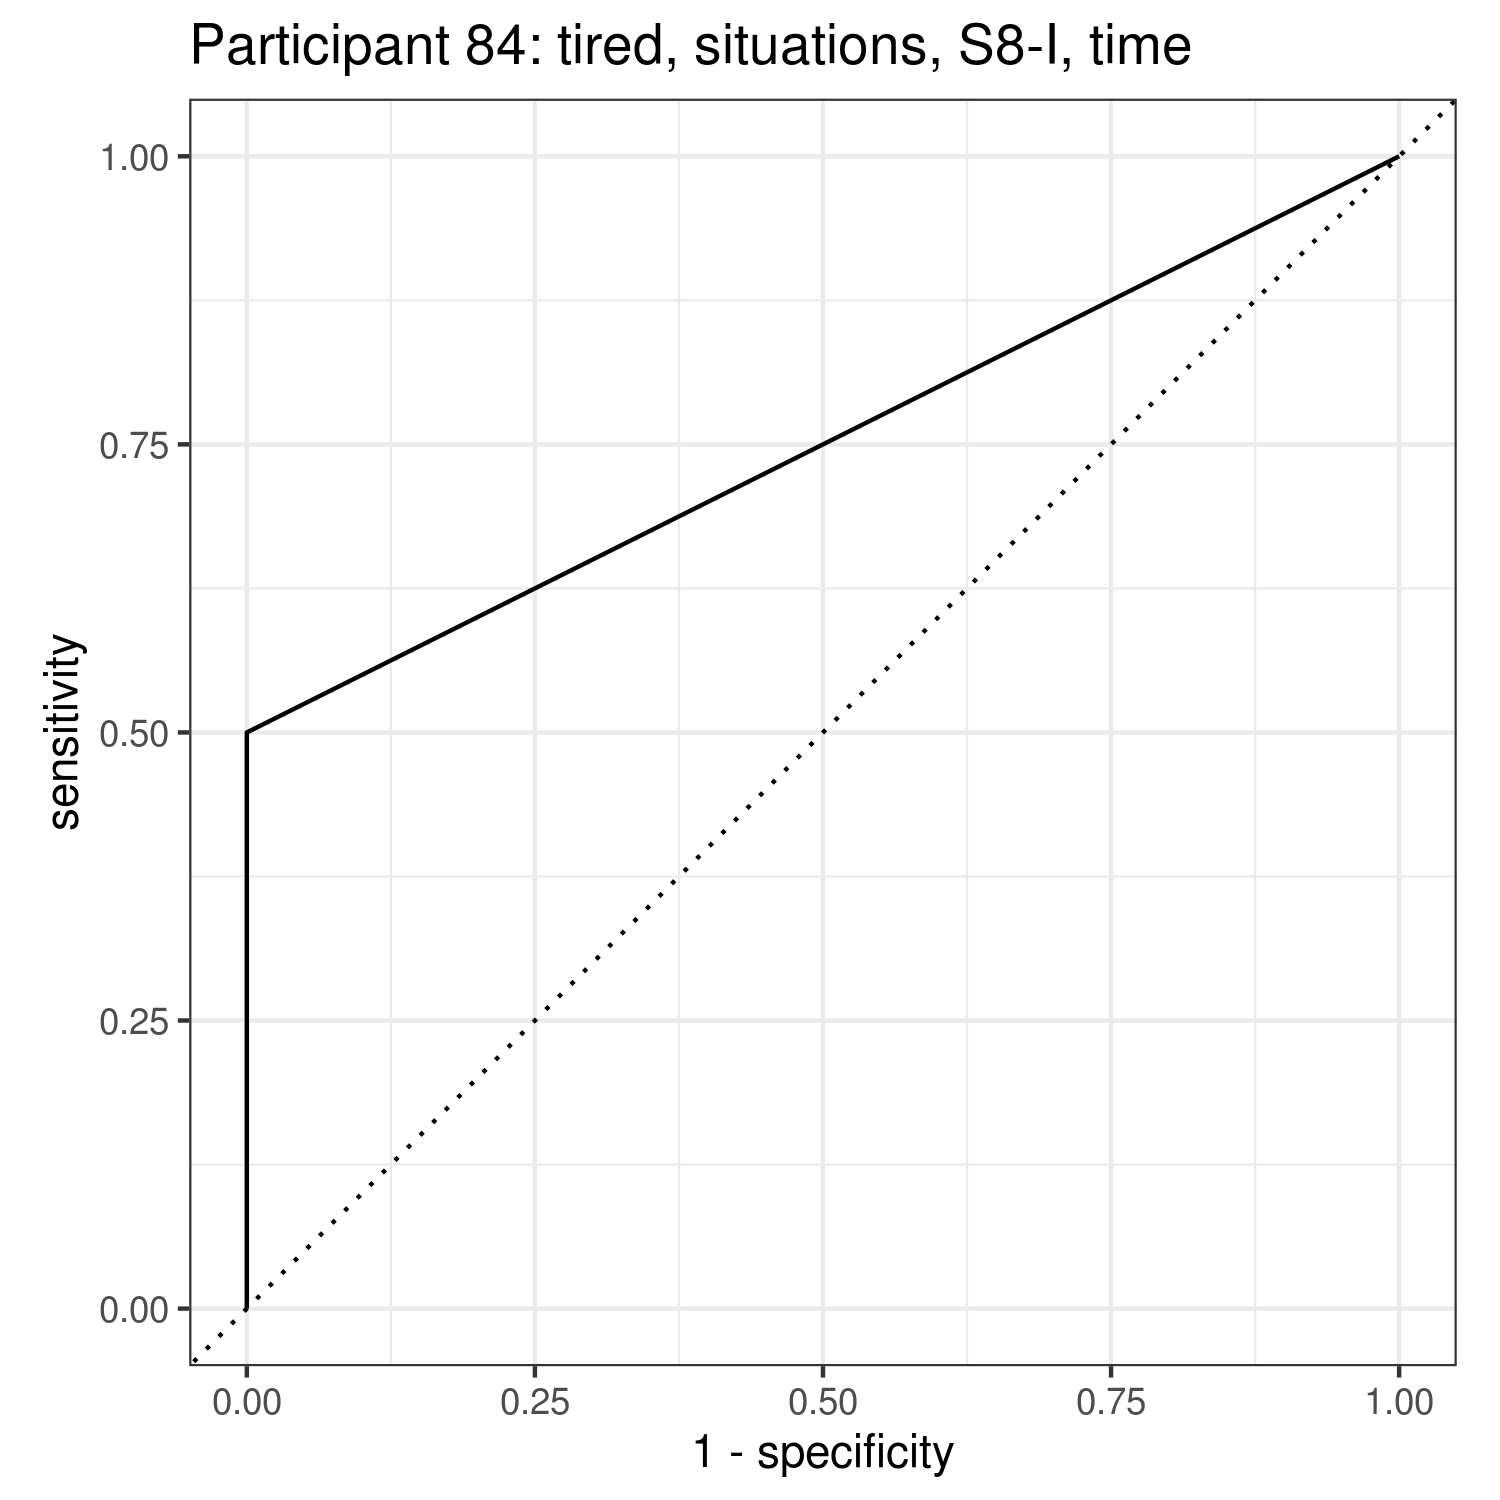 Participant 84: tired, situations, S8-I, time
1.00
0.75
0.50
0.25
0.00
sensitivity
0.00 0.25 0.50 0.75 1.00
1 - specificity